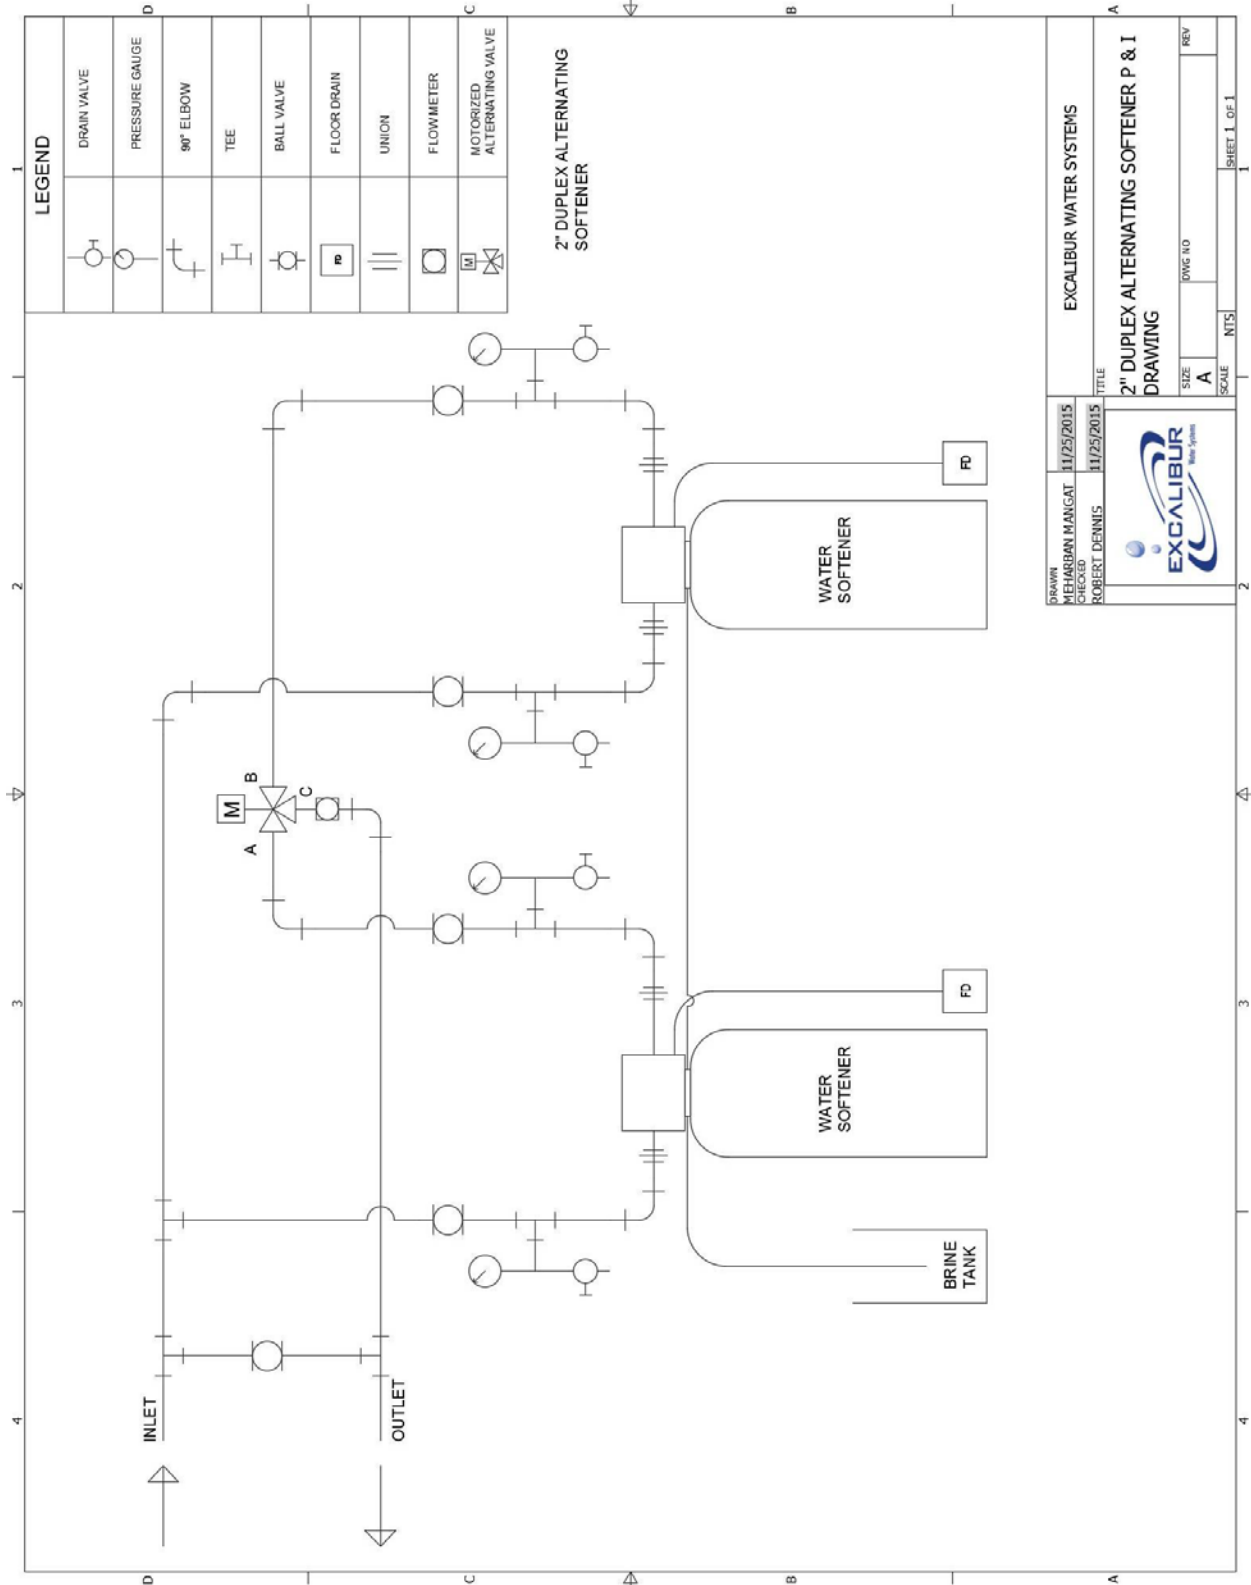 D
C
B
A
1
2
3
4
LEGEND
DRAIN VALVE
PRESSURE GAUGE
90° ELBOW
TEE
BALL VALVE
FD
FLOOR DRAIN
UNION
FLOWMETER
M
MOTORIZED
ALTERNATING VALVE
2" DUPLEX ALTERNATING
SOFTENER
INLET
OUTLET
M
A
B
C
WATER
SOFTENER
FD
WATER
SOFTENER
FD
BRINE
TANK
DRAWN
MEHARBAN MANGAT 11/25/2015
CHECKED
ROBERT DENNIS 11/25/2015
EXCALIBUR WATER SYSTEMS
TITLE
2" DUPLEX ALTERNATING SOFTENER P & I
DRAWING
SIZE
A
DWG NO
REV
SCALE
NTS
SHEET 1 OF 1
EXCALIBUR
Water Systems
4
3
2
1
D
C
B
A